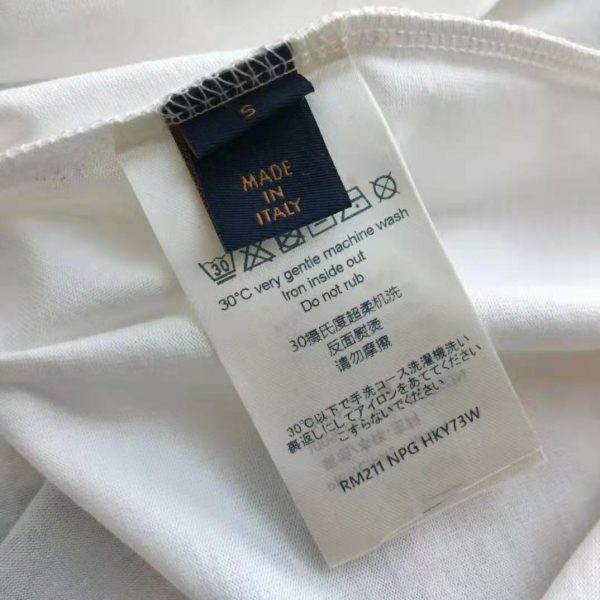 S
MADE
IN
ITALY
30
30°C very gentle machine wash
Iron inside out
Do not rub
30摄氏度超柔机洗
反面熨烫
请勿摩擦
30℃以下で手洗コース洗濯機洗い
裏返しにしてアイロンをあててください
こすらないでください
RM211 NPG HKY73W